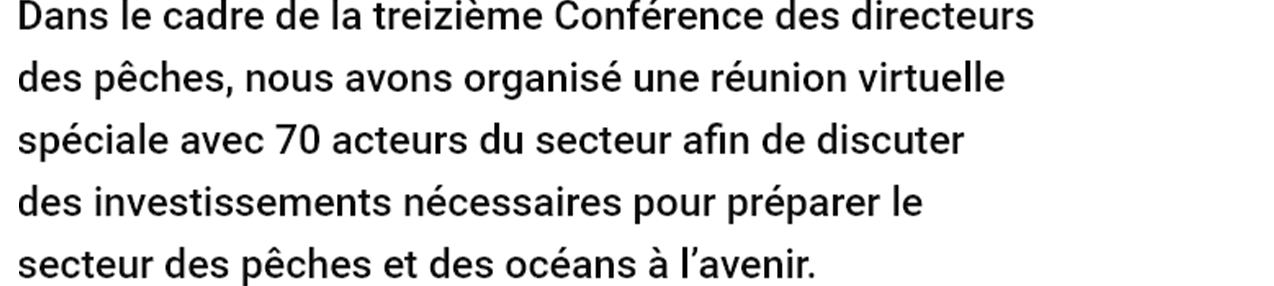 Dans le cadre de la treizième Conférence des directeurs
des pêches, nous avons organisé une réunion virtuelle
spéciale avec 70 acteurs du secteur afin de discuter
des investissements nécessaires pour préparer le
secteur des pêches et des océans à l’avenir.